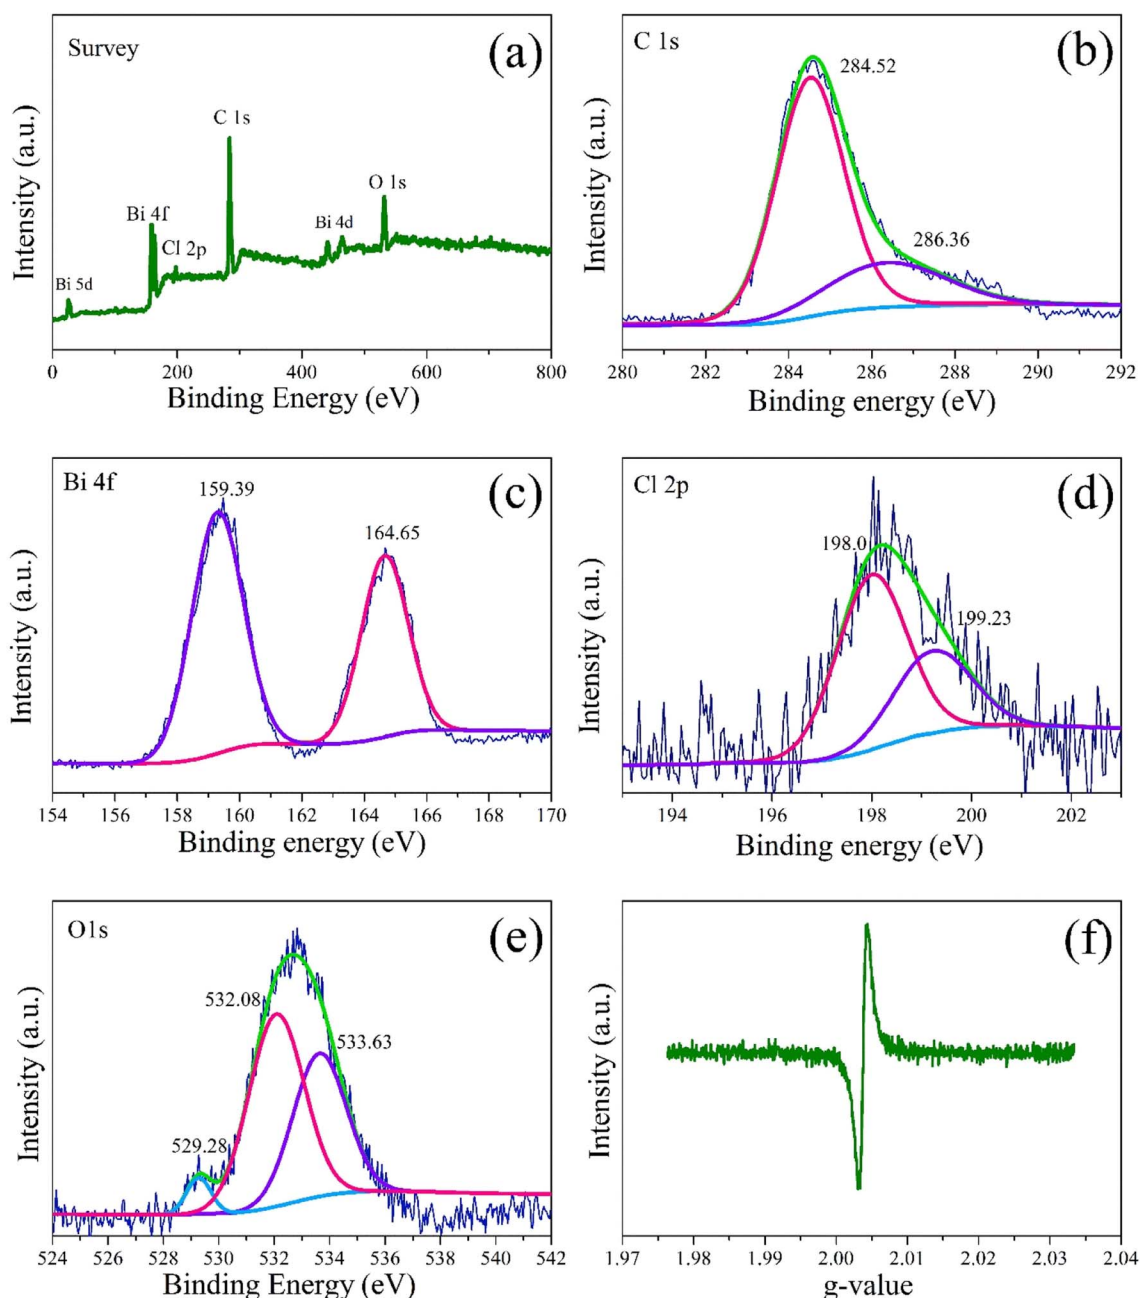 Survey
(a)
C 1s
O 1s
Bi 4f
Cl 2p
Bi 4d
Bi 5d
Intensity (a.u.)
0 200 400 600 800
Binding Energy (eV)
C 1s
(b)
284.52
286.36
Intensity (a.u.)
280 282 284 286 288 290 292
Binding energy (eV)
Bi 4f
(c)
159.39
164.65
Intensity (a.u.)
154 156 158 160 162 164 166 168 170
Binding energy (eV)
Cl 2p
(d)
198.0
199.23
Intensity (a.u.)
194 196 198 200 202
Binding energy (eV)
O1s
(e)
532.08
533.63
529.28
Intensity (a.u.)
524 526 528 530 532 534 536 538 540 542
Binding Energy (eV)
(f)
Intensity (a.u.)
1.97 1.98 1.99 2.00 2.01 2.02 2.03 2.04
g-value